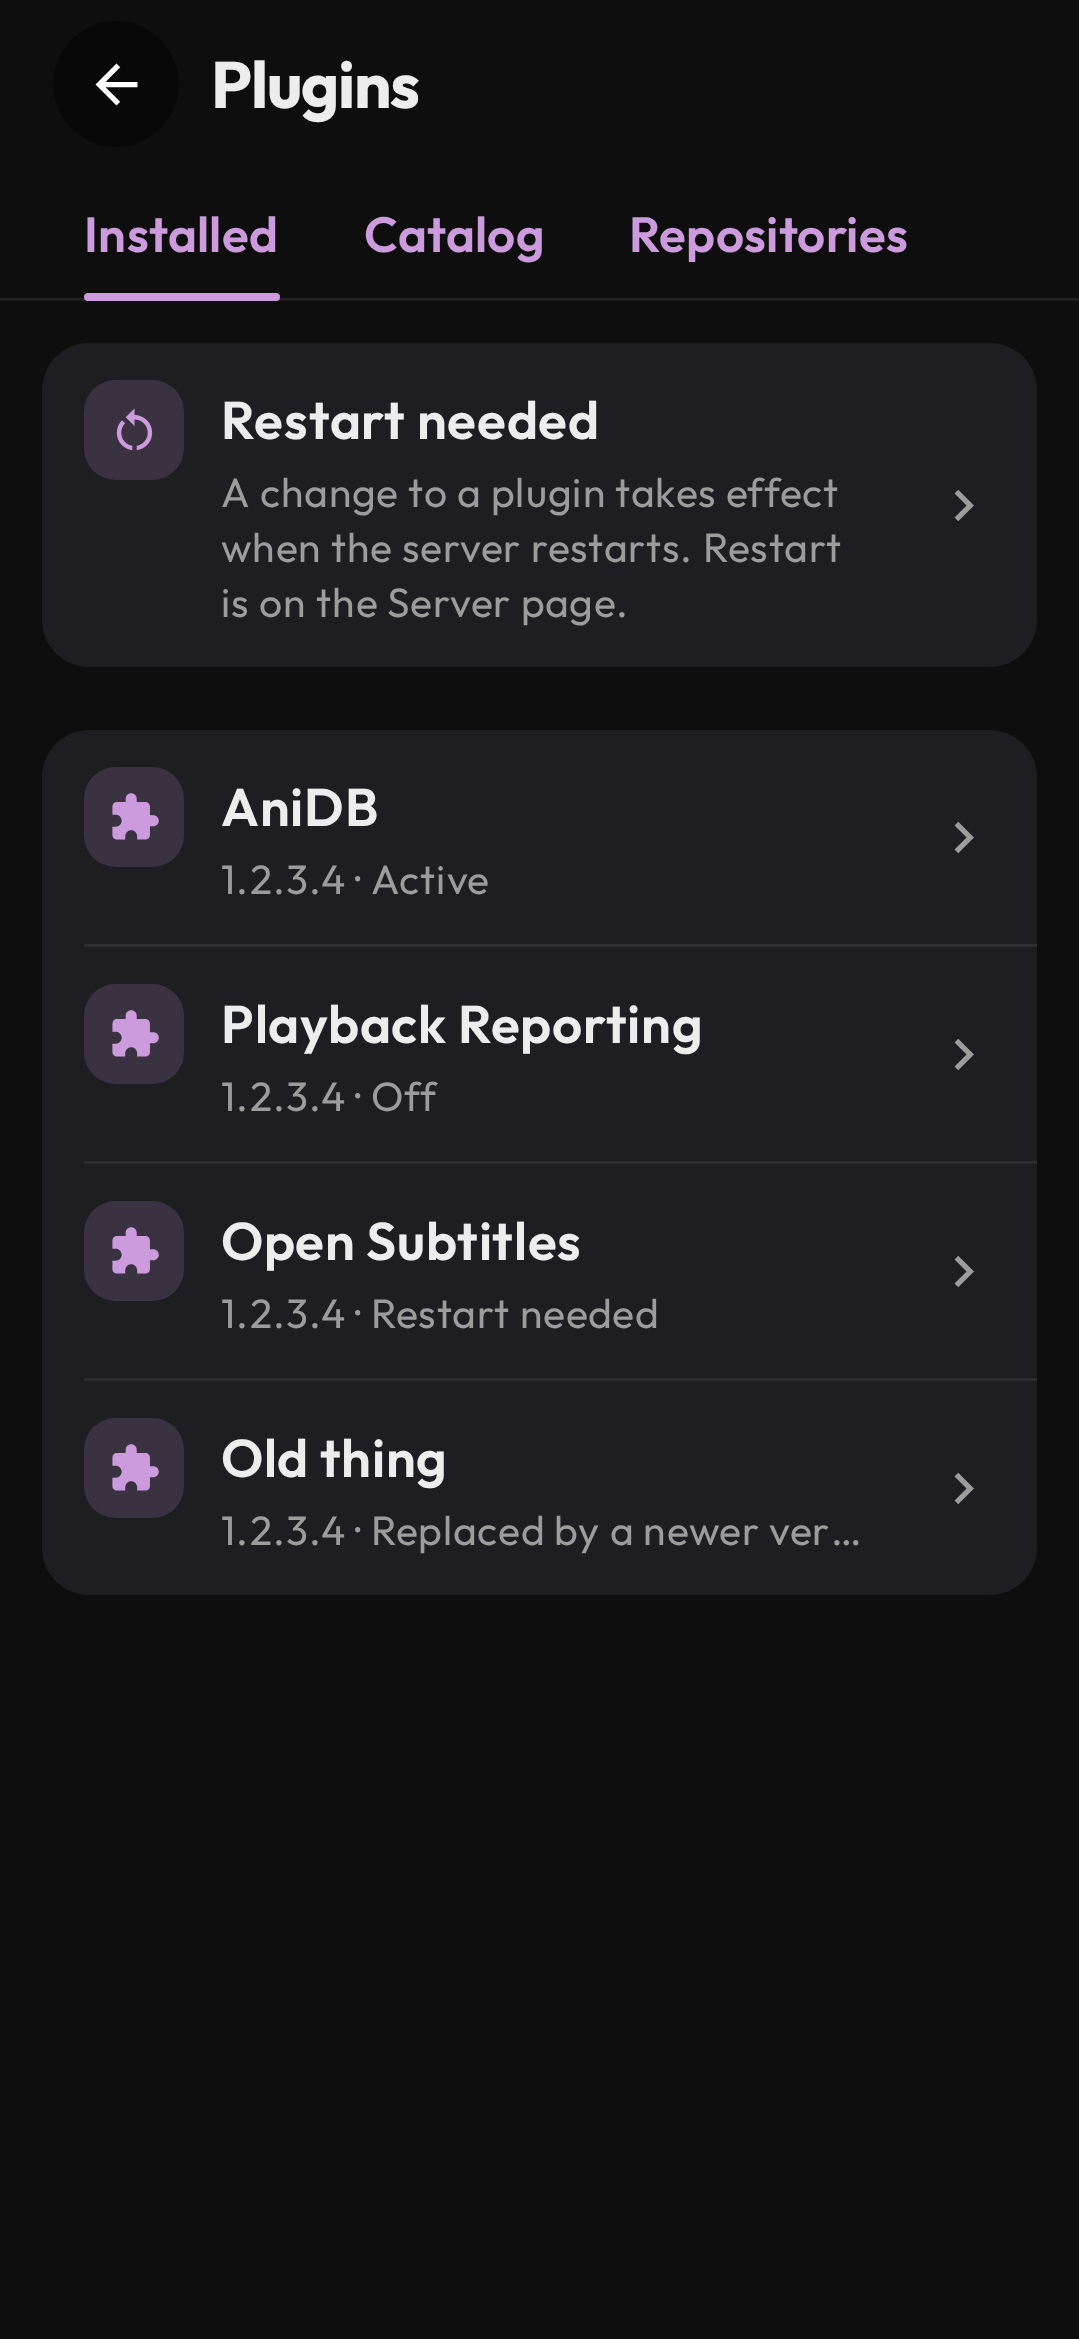 Plugins
Installed
Catalog
Repositories
Restart needed
A change to a plugin takes effect
when the server restarts. Restart
is on the Server page.
AniDB
1.2.3.4 · Active
Playback Reporting
1.2.3.4 · Off
Open Subtitles
1.2.3.4 · Restart needed
Old thing
1.2.3.4 · Replaced by a newer ver...